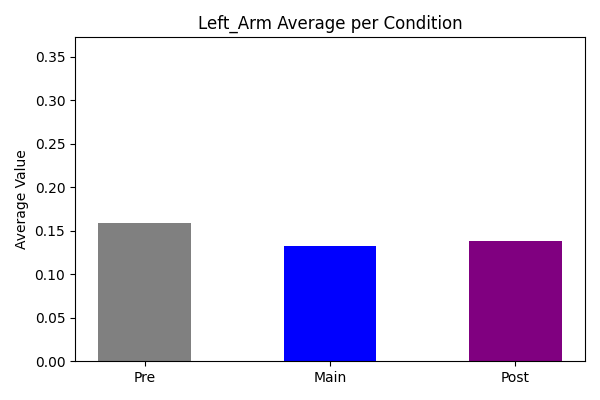 Left_Arm Average per Condition
Average Value
0.35
0.30
0.25
0.20
0.15
0.10
0.05
0.00
Pre
Main
Post